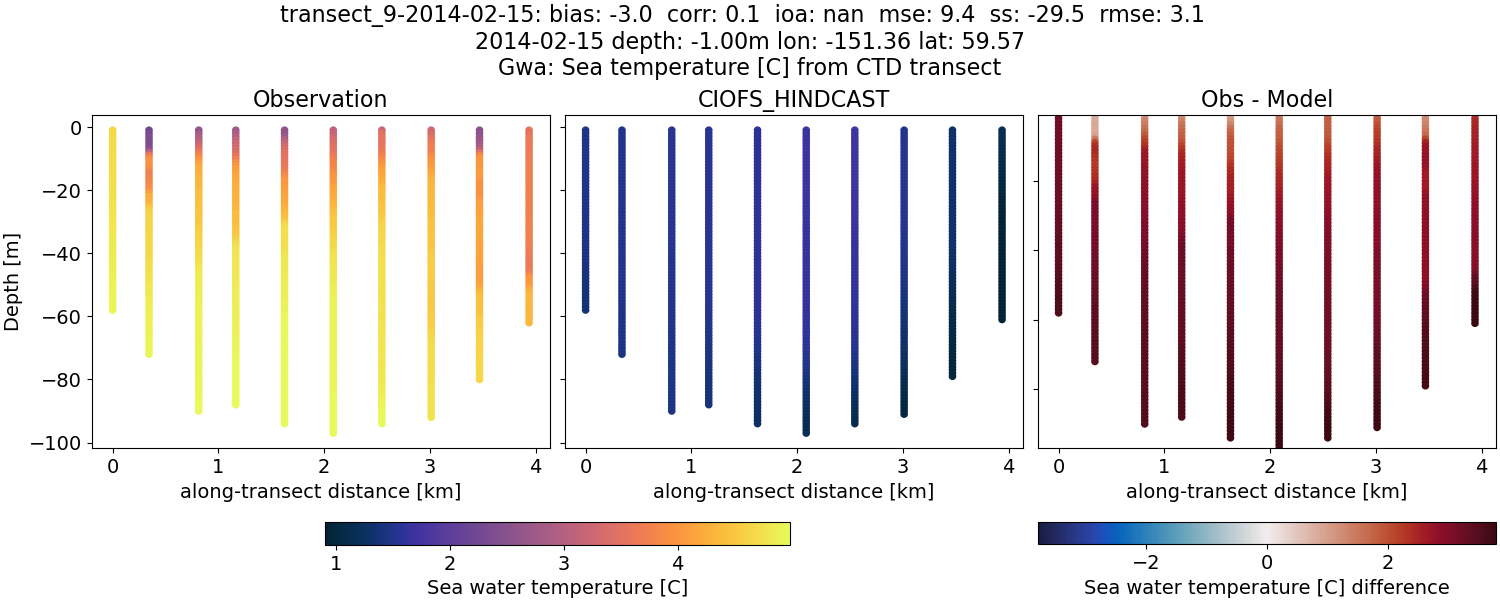 transect_9-2014-02-15: bias: -3.0  corr: 0.1  ioa: nan  mse: 9.4  ss: -29.5  rmse: 3.1
2014-02-15 depth: -1.00m lon: -151.36 lat: 59.57
Gwa: Sea temperature [C] from CTD transect
Observation
CIOFS_HINDCAST
Obs - Model
Depth [m]
0
−20
−40
−60
−80
−100
0 1 2 3 4
0 1 2 3 4
0 1 2 3 4
along-transect distance [km]
along-transect distance [km]
along-transect distance [km]
1 2 3 4
Sea water temperature [C]
−2 0 2
Sea water temperature [C] difference